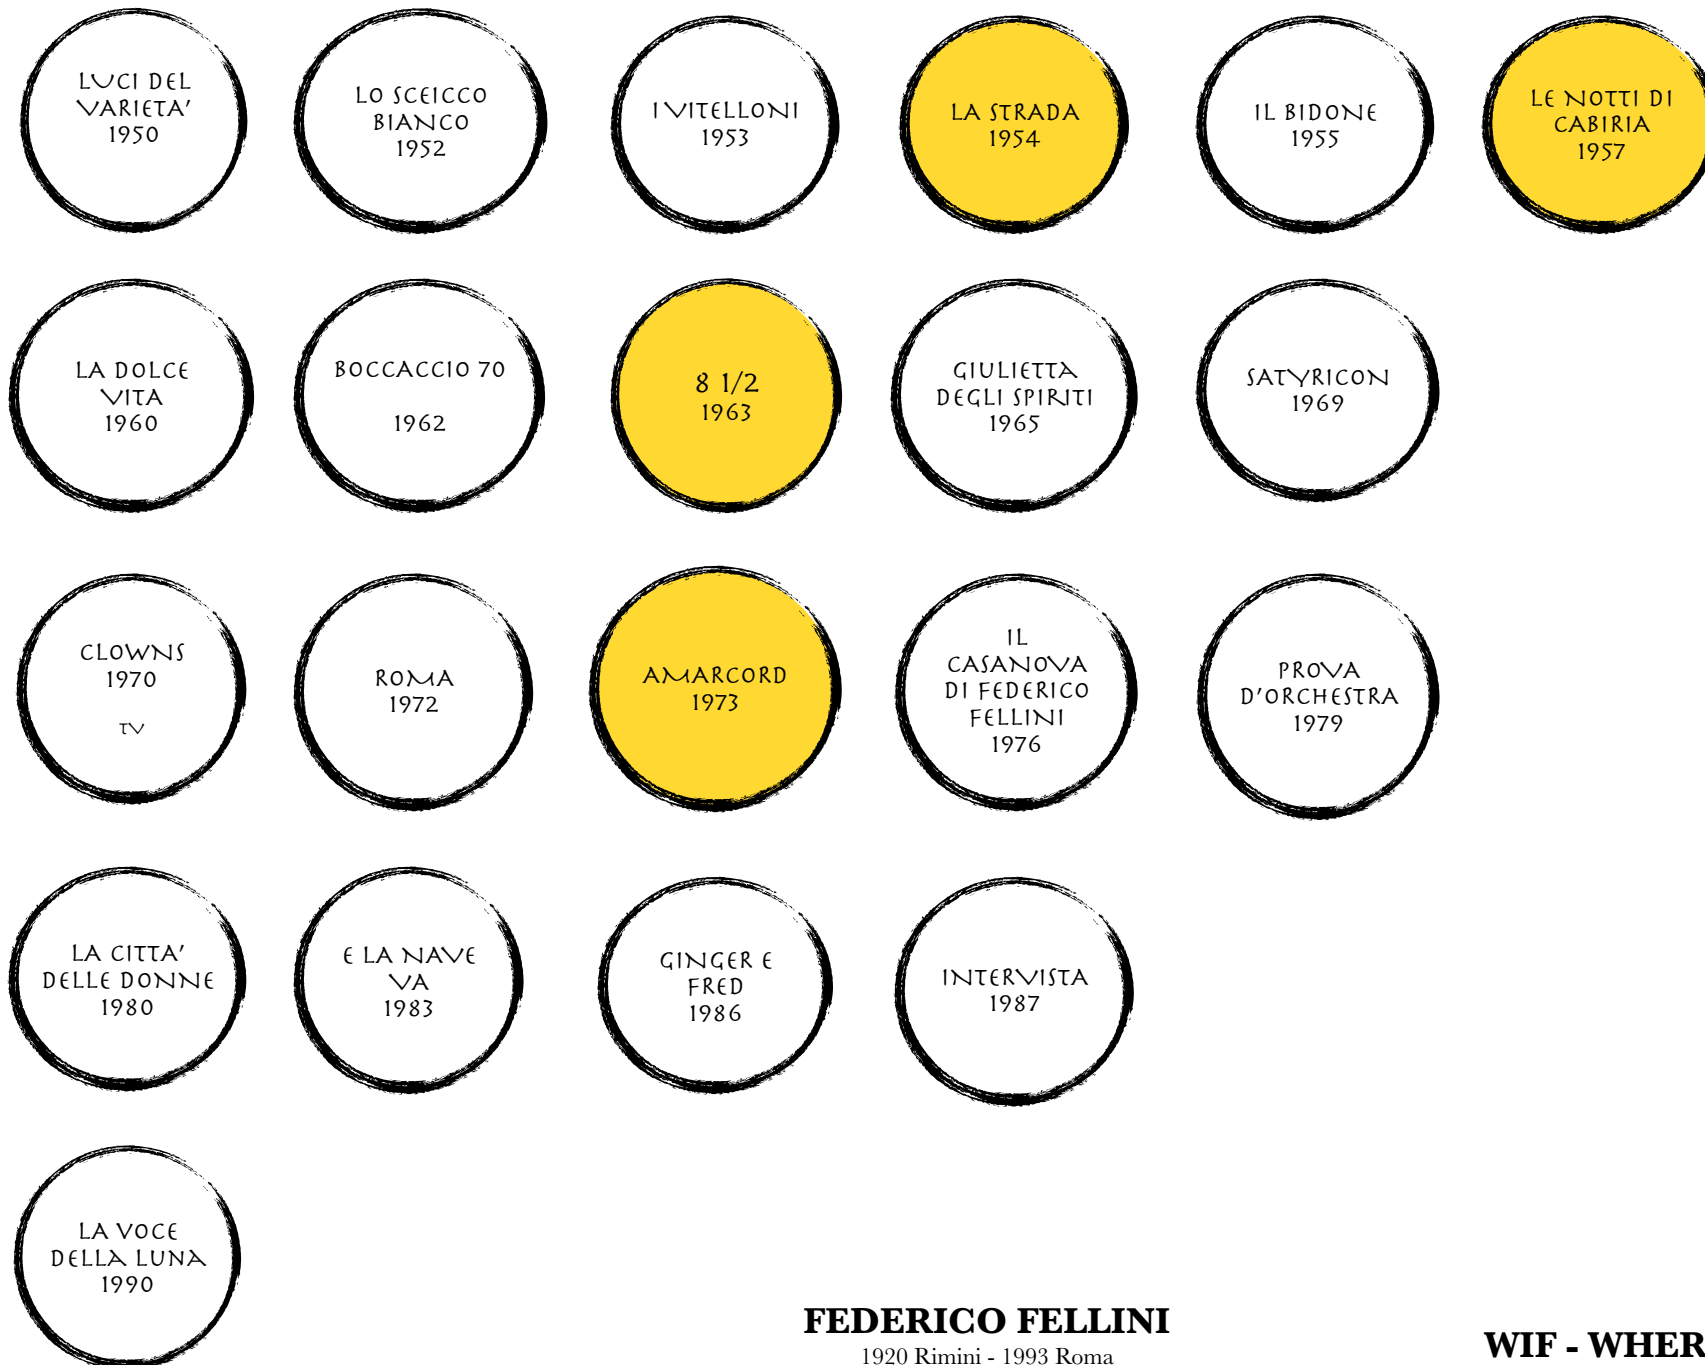 LUCI DEL
VARIETA'
1950
LO SCEICCO
BIANCO
1952
I VITELLONI
1953
LA STRADA
1954
IL BIDONE
1955
LE NOTTI DI
CABIRIA
1957
LA DOLCE
VITA
1960
BOCCACCIO 70
1962
8 1/2
1963
GIULIETTA
DEGLI SPIRITI
1965
SATYRICON
1969
CLOWNS
1970
TV
ROMA
1972
AMARCORD
1973
IL
CASANOVA
DI FEDERICO
FELLINI
1976
PROVA
D'ORCHESTRA
1979
LA CITTA'
DELLE DONNE
1980
E LA NAVE
VA
1983
GINGER E
FRED
1986
INTERVISTA
1987
LA VOCE
DELLA LUNA
1990
FEDERICO FELLINI
1920 Rimini - 1993 Roma
WIF - WHER